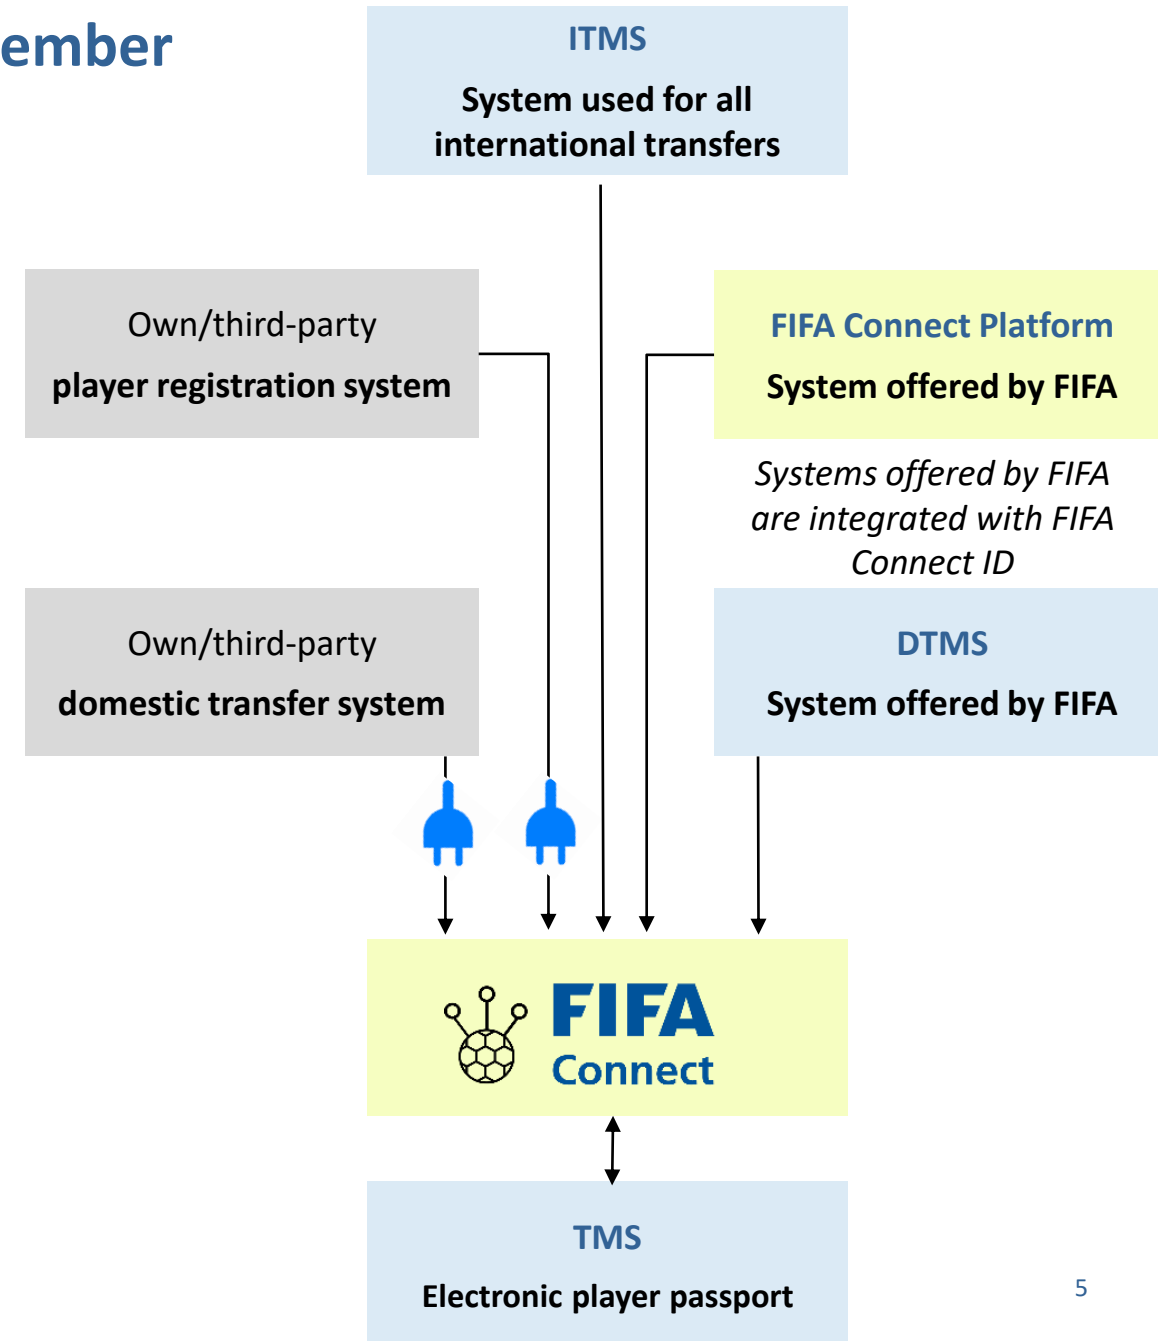 ember
ITMS
System used for all
international transfers
Own/third-party
player registration system
FIFA Connect Platform
System offered by FIFA
Systems offered by FIFA
are integrated with FIFA
Connect ID
Own/third-party
domestic transfer system
DTMS
System offered by FIFA
FIFA
Connect
TMS
Electronic player passport
5